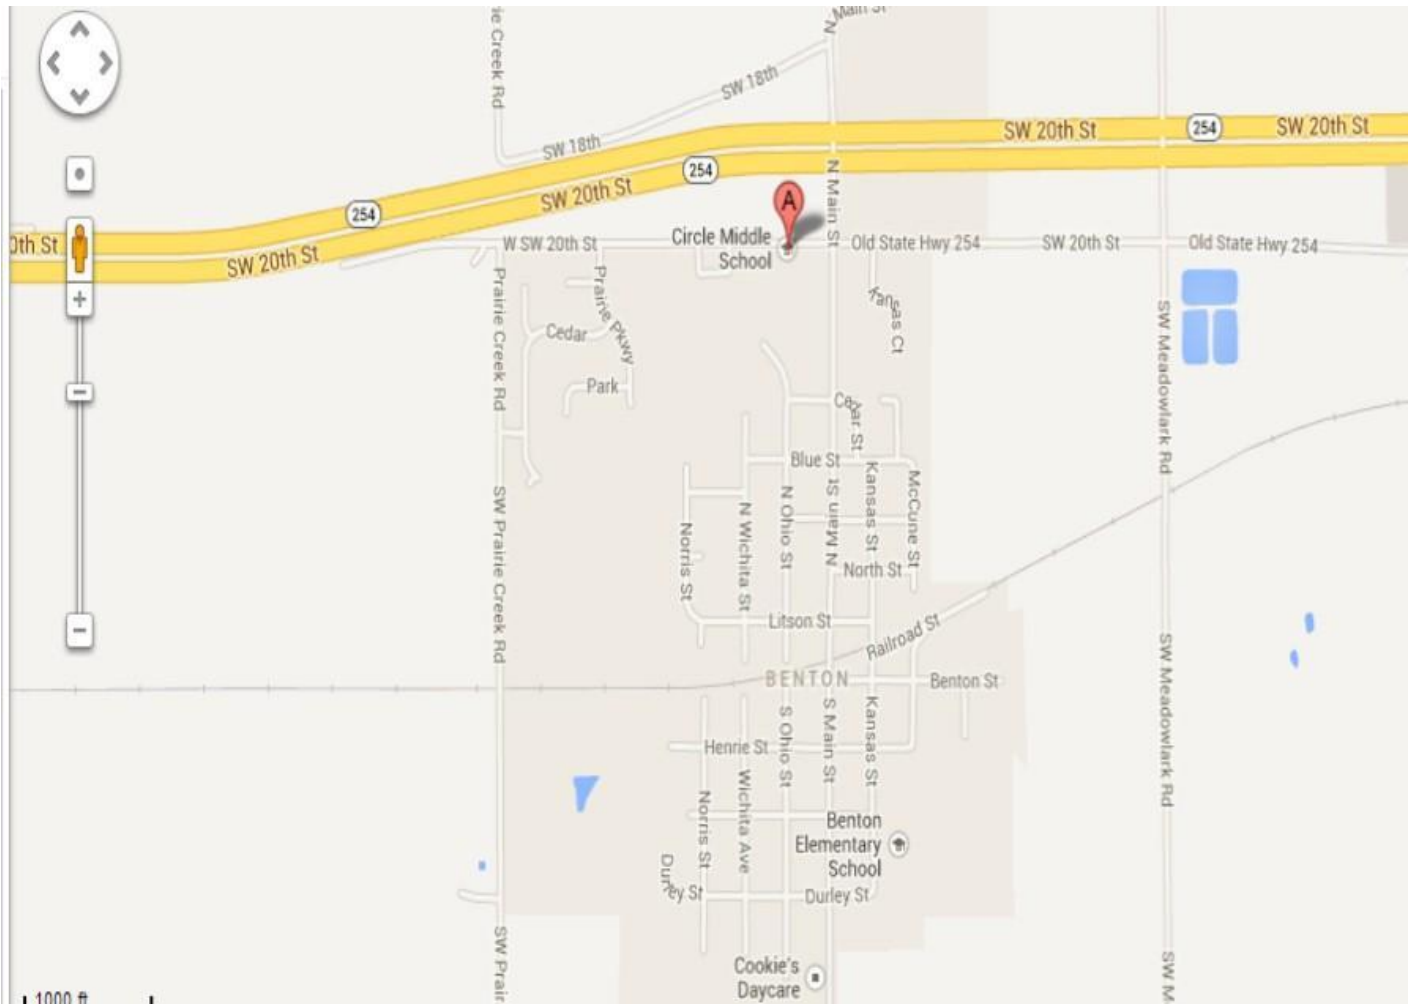 ie Creek Rd
N Main St
SW 18th
SW 18th
SW 20th St
254
SW 20th St
254
SW 20th St
254
SW 20th St
0th St
N Main St
A
W SW 20th St
Circle Middle
School
Old State Hwy 254
SW 20th St
Old State Hwy 254
Prairie Creek Rd
Prairie Pkwy
Kansas Ct
Cedar
Park
SW Meadowlark Rd
Cedar St
Blue St
Kansas St
McCune St
N Main St
N Ohio St
N Wichita St
Norris St
SW Prairie Creek Rd
North St
Litson St
Railroad St
BENTON
Benton St
SW Meadowlark Rd
S Ohio St
S Main St
Kansas St
Henrie St
Wichita Ave
Norris St
Benton
Elementary
School
Durley St
Durley St
SW Prair
Cookie's
Daycare
SW M
1000 ft